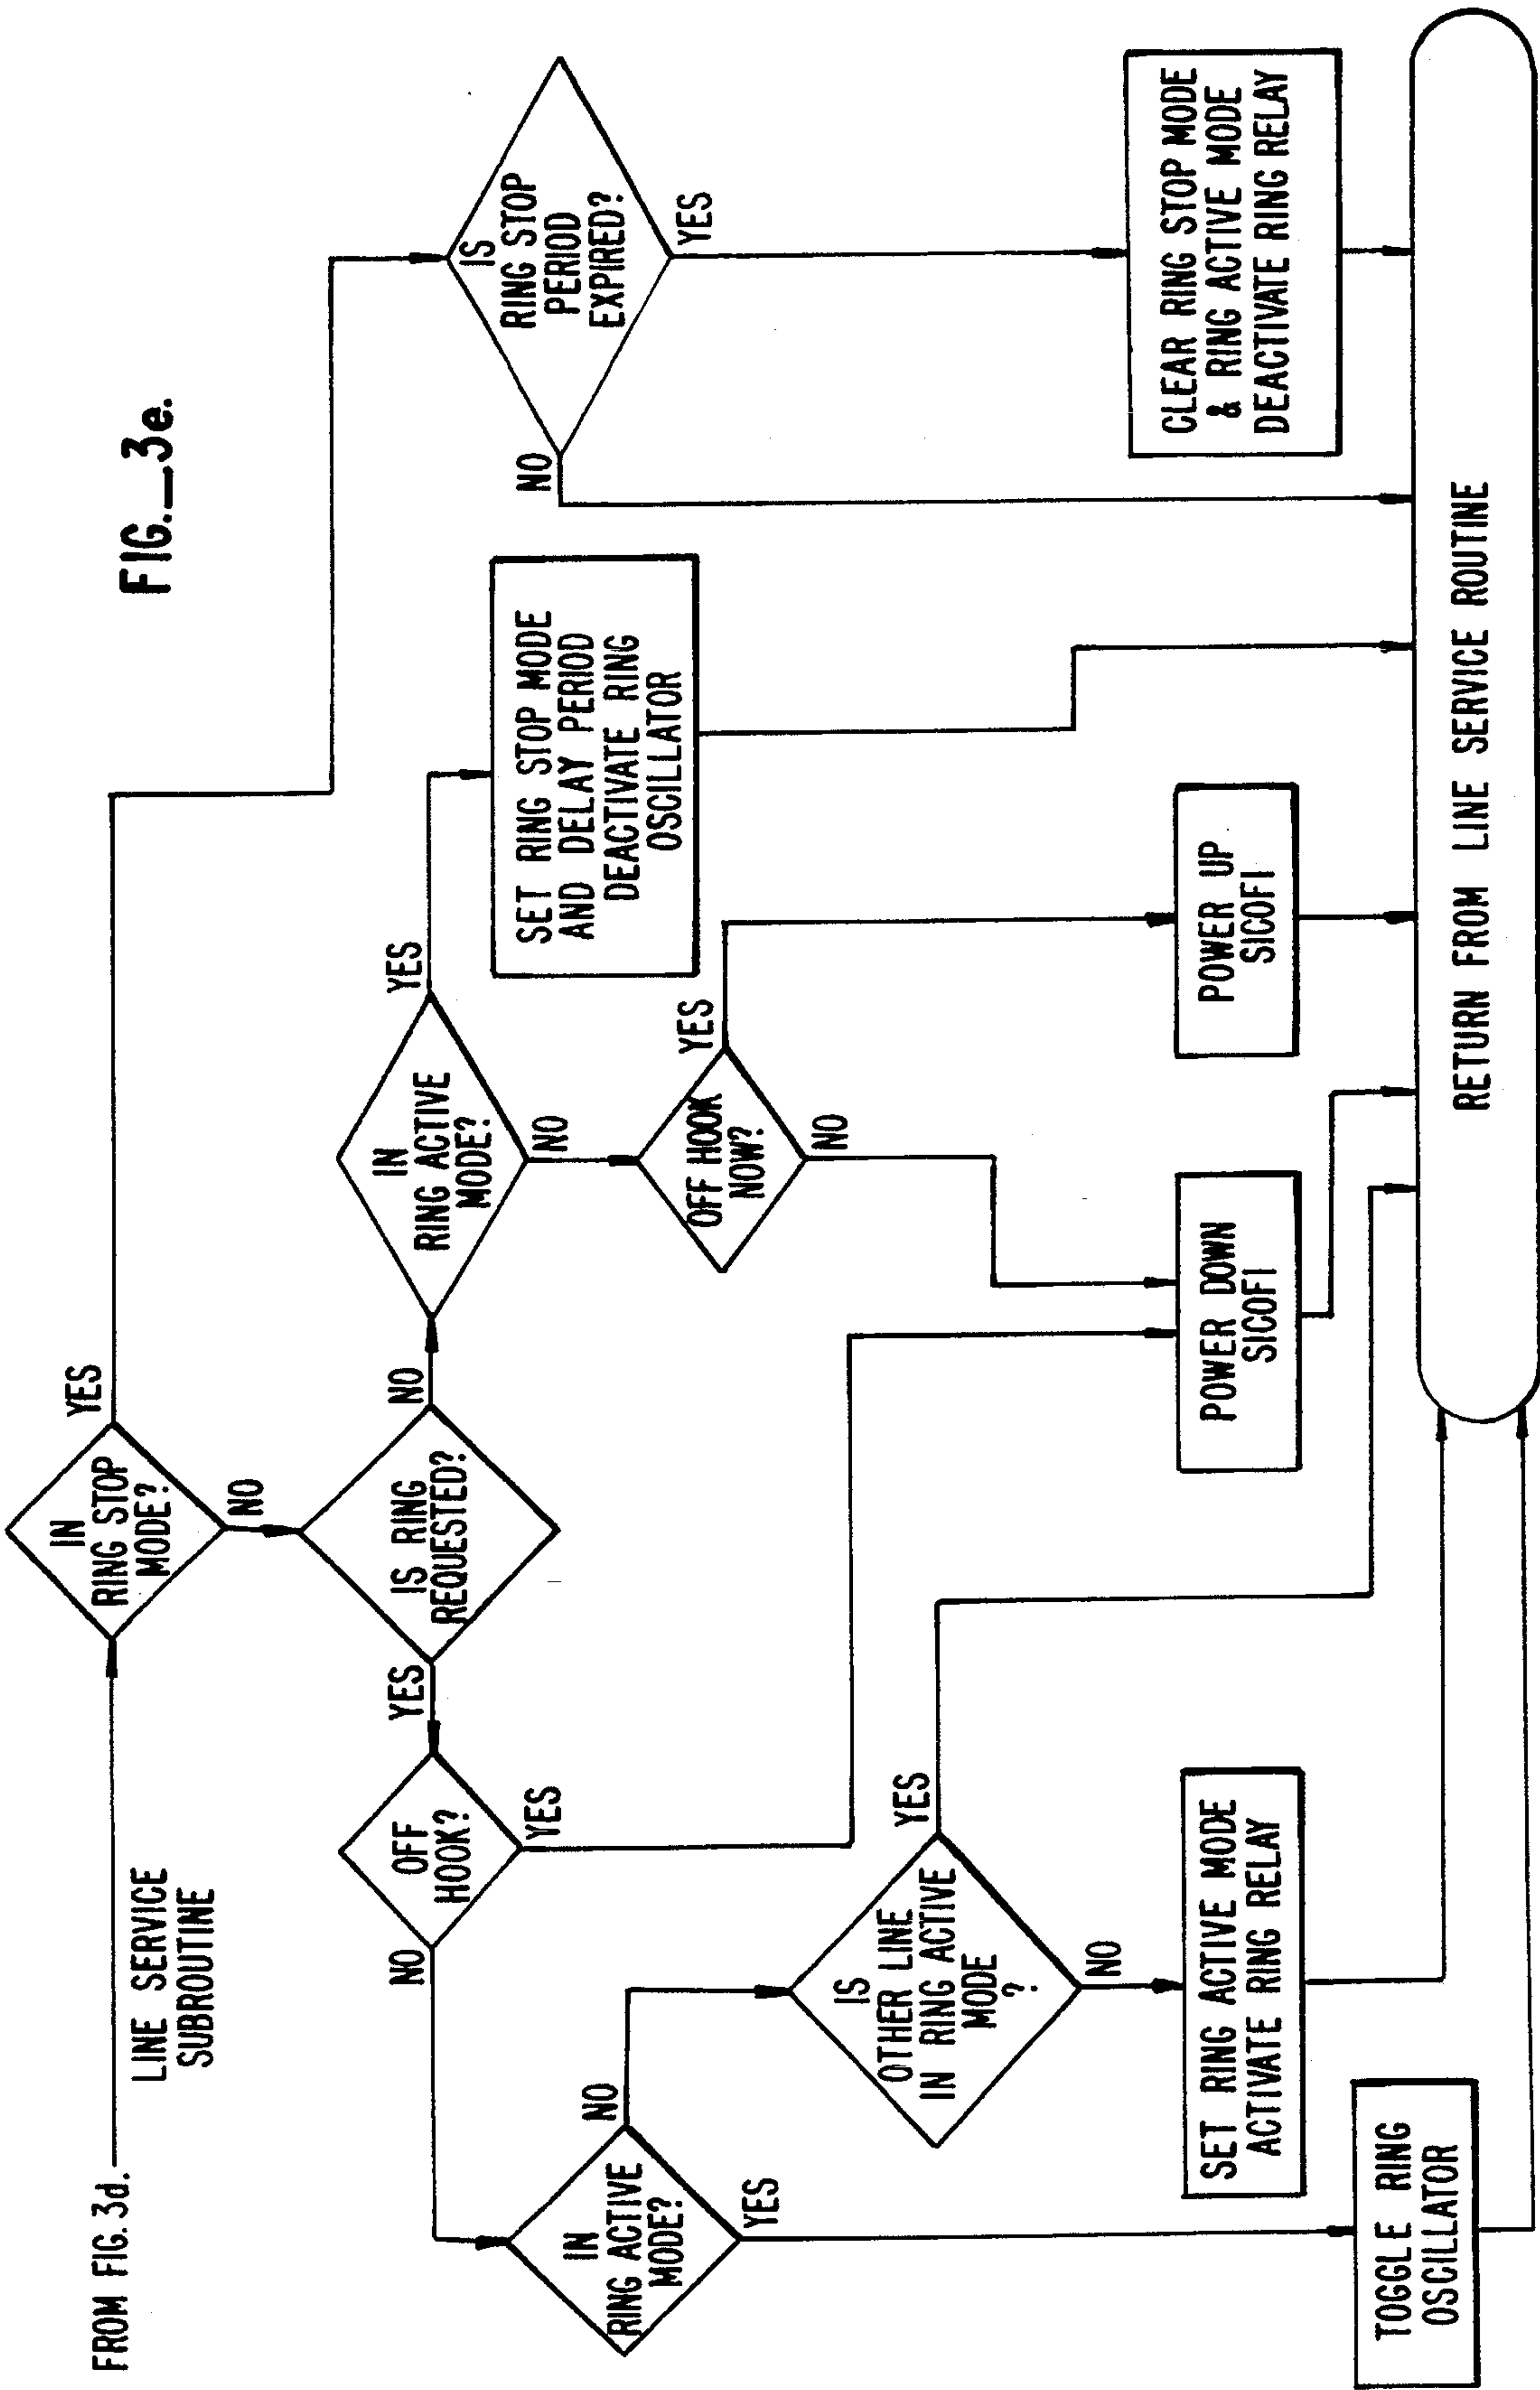 FIG._3e.
FROM FIG. 3d.
LINE SERVICE
SUBROUTINE
IN
RING STOP
MODE?
YES
NO
IS RING
REQUESTED?
YES
NO
OFF
HOOK?
NO
YES
IN
RING ACTIVE
MODE?
YES
NO
IS
RING STOP
PERIOD
EXPIRED?
NO
YES
IN
RING ACTIVE
MODE?
NO
YES
SET RING STOP MODE
AND DELAY PERIOD
DEACTIVATE RING
OSCILLATOR
OFF HOOK
NOW?
YES
NO
IS
OTHER LINE
IN RING ACTIVE
MODE
?
YES
NO
TOGGLE RING
OSCILLATOR
SET RING ACTIVE MODE
ACTIVATE RING RELAY
POWER DOWN
SICOFI
POWER UP
SICOFI
CLEAR RING STOP MODE
& RING ACTIVE MODE
DEACTIVATE RING RELAY
RETURN FROM LINE SERVICE ROUTINE